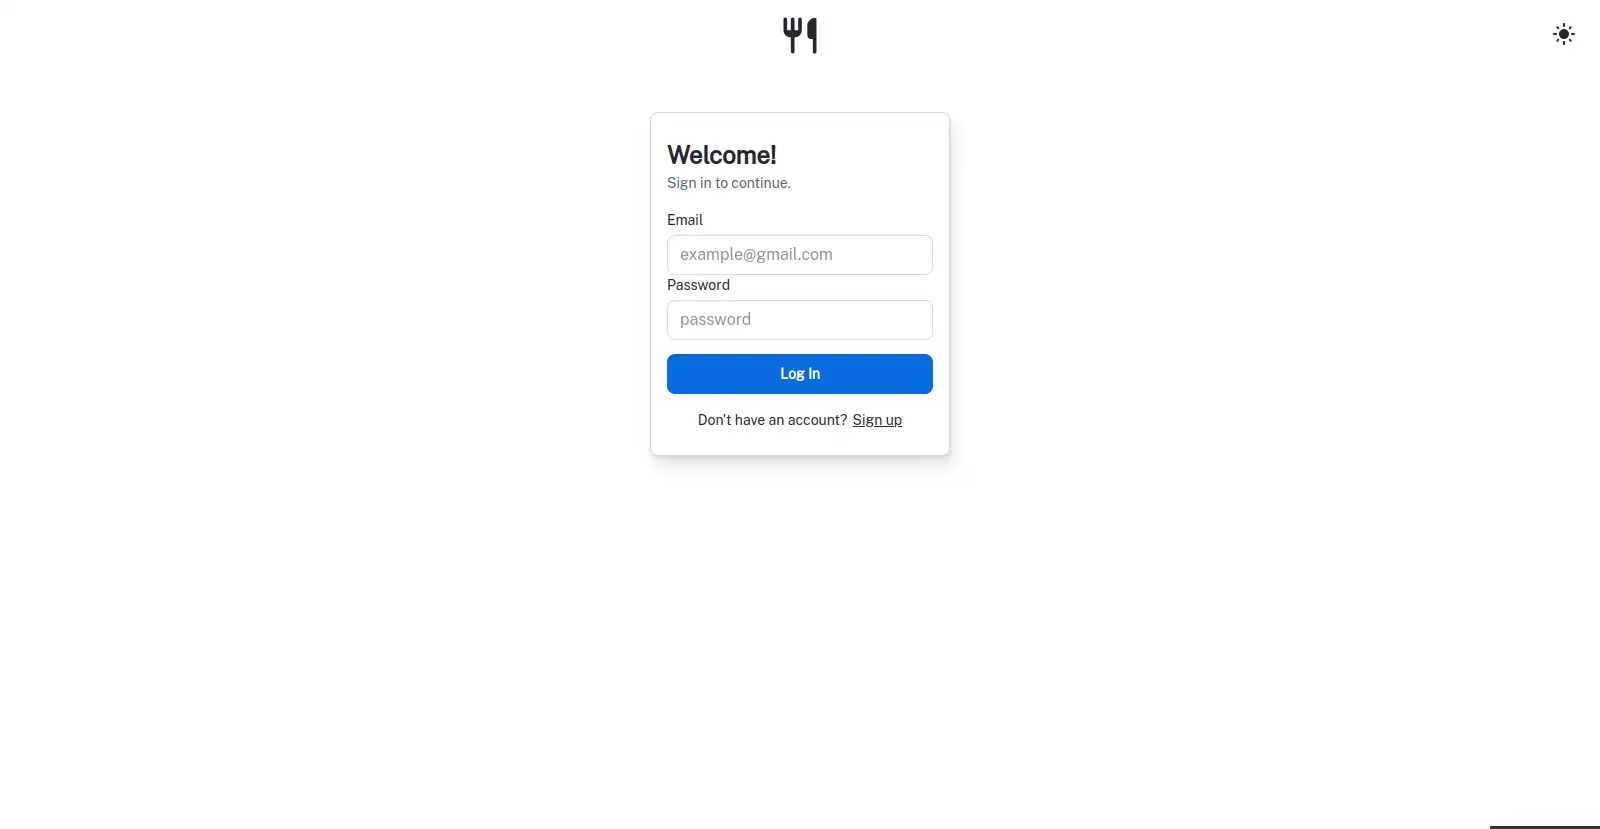 Welcome!
Sign in to continue.
Email
example@gmail.com
Password
password
Log In
Don't have an account? Sign up